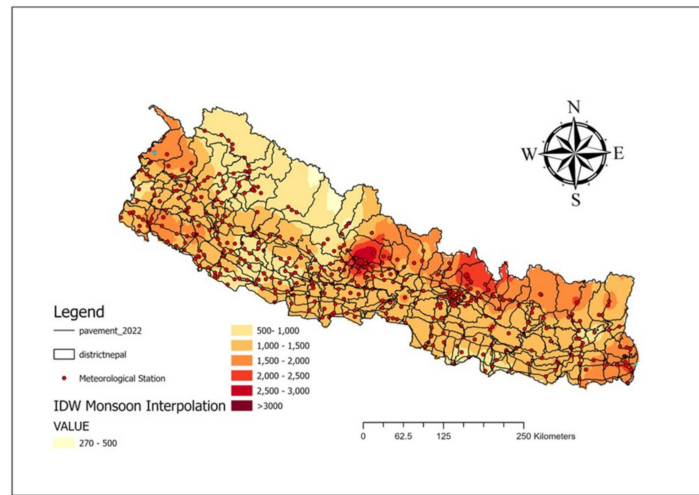 N
W E
S
Legend
pavement_2022
districtnepal
Meteorological Station
IDW Monsoon Interpolation
VALUE
270 - 500
500- 1,000
1,000 - 1,500
1,500 - 2,000
2,000 - 2,500
2,500 - 3,000
>3000
0 62.5 125 250 Kilometers